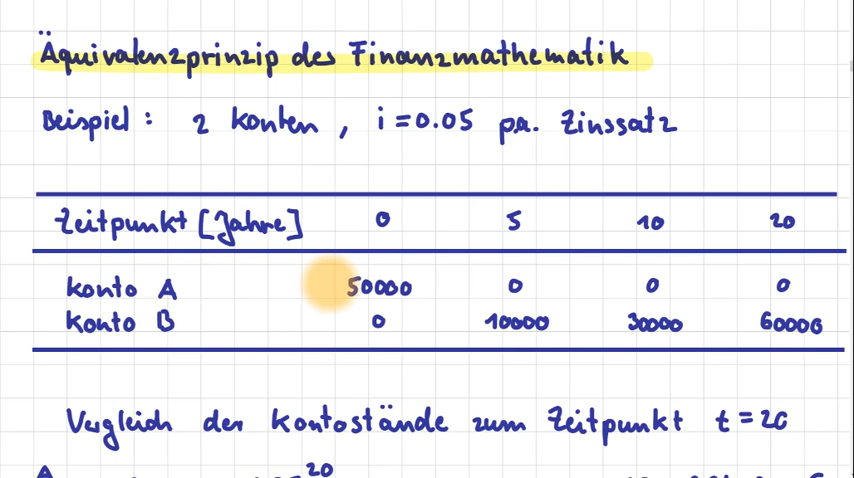 Äquivalenzprinzip des Finanzmathematik
Beispiel: 2 Konten, i=0.05 p.a. Zinssatz
Zeitpunkt [Jahre] 0 5 10 20
Konto A 50000 0 0 0
Konto B 0 10000 30000 60000
Vergleich der Kontostände zum Zeitpunkt t=20
20